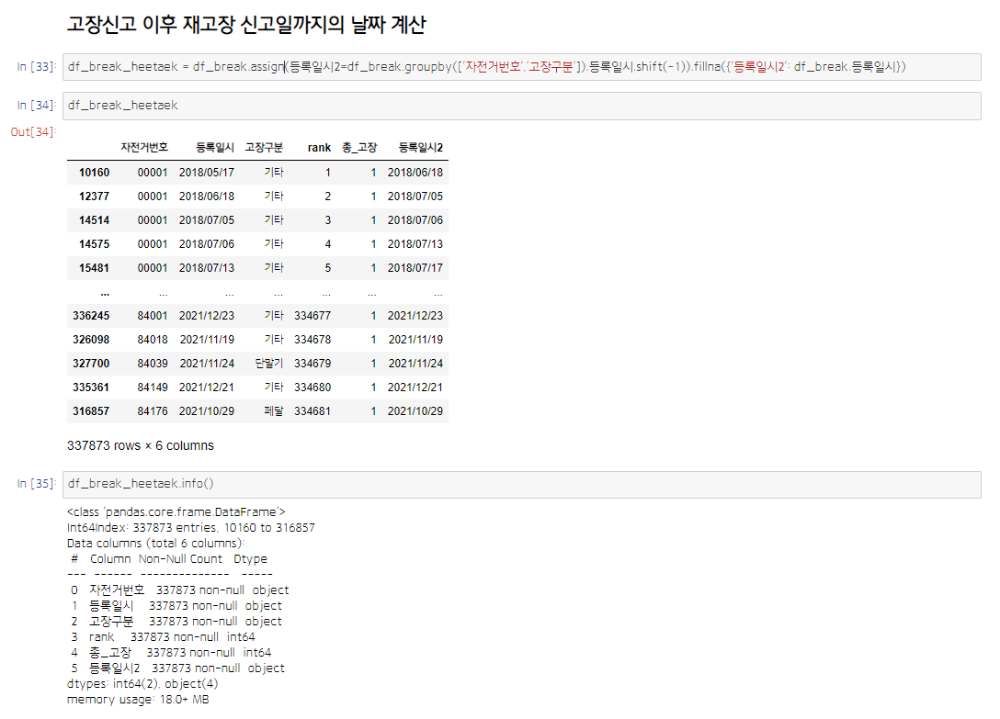 고장신고 이후 재고장 신고일까지의 날짜 계산
In [33]: df_break_heetaek = df_break.assign(등록일시2=df_break.groupby(['자전거번호','고장구분']).등록일시.shift(-1)).fillna({'등록일시2': df_break.등록일시})
In [34]: df_break_heetaek
Out[34]:
자전거번호 등록일시 고장구분 rank 총_고장 등록일시2
10160 00001 2018/05/17 기타 1 1 2018/06/18
12377 00001 2018/06/18 기타 2 1 2018/07/05
14514 00001 2018/07/05 기타 3 1 2018/07/06
14575 00001 2018/07/06 기타 4 1 2018/07/13
15481 00001 2018/07/13 기타 5 1 2018/07/17
... ... ... ... ... ... ...
336245 84001 2021/12/23 기타 334677 1 2021/12/23
326098 84018 2021/11/19 기타 334678 1 2021/11/19
327700 84039 2021/11/24 단말기 334679 1 2021/11/24
335361 84149 2021/12/21 기타 334680 1 2021/12/21
316857 84176 2021/10/29 페달 334681 1 2021/10/29
337873 rows × 6 columns
In [35]: df_break_heetaek.info()
<class 'pandas.core.frame.DataFrame'>
Int64Index: 337873 entries, 10160 to 316857
Data columns (total 6 columns):
# Column Non-Null Count Dtype
--- ------ -------------- -----
0 자전거번호 337873 non-null object
1 등록일시 337873 non-null object
2 고장구분 337873 non-null object
3 rank 337873 non-null int64
4 총_고장 337873 non-null int64
5 등록일시2 337873 non-null object
dtypes: int64(2), object(4)
memory usage: 18.0+ MB